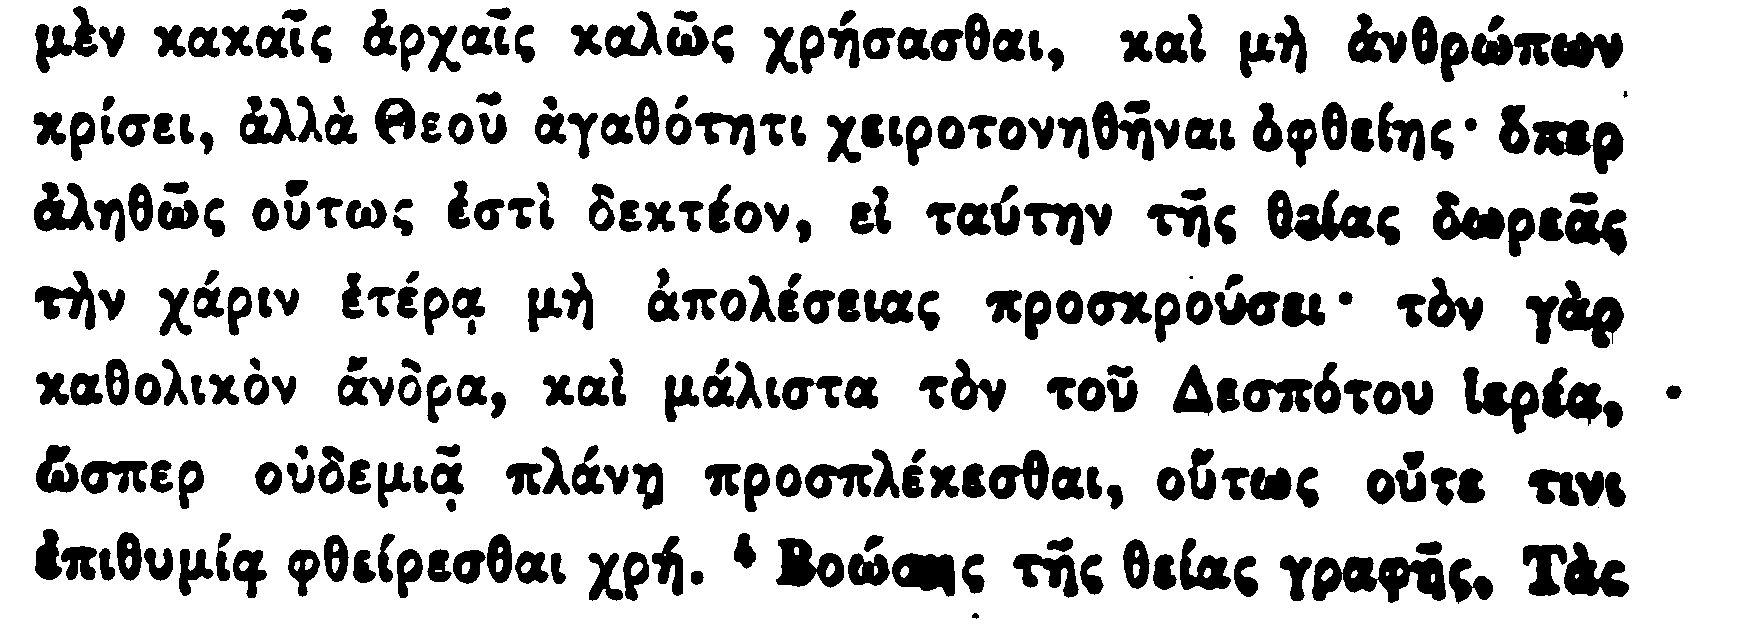 μὲν κακαῖς ἀρχαῖς καλῶς χρήσασθαι, καὶ μὴ ἀνθρώπων
κρίσει, ἀλλὰ Θεοῦ ἀγαθότητι χειροτονηθῆναι ὀφθείης· ὅπερ
ἀληθῶς οὕτως ἐστὶ δεκτέον, εἰ ταύτην τῆς θείας δωρεᾶς
τὴν χάριν ἑτέρᾳ μὴ ἀπολέσειας προσκρούσει· τὸν γὰρ
καθολικὸν ἄνδρα, καὶ μάλιστα τὸν τοῦ Δεσπότου ἱερέα,
ὥσπερ οὐδεμιᾷ πλάνῃ προσπλέκεσθαι, οὕτως οὔτε τινι
ἐπιθυμίᾳ φθείρεσθαι χρή. ⁴ Βοώσης τῆς θείας γραφῆς. Τὰς